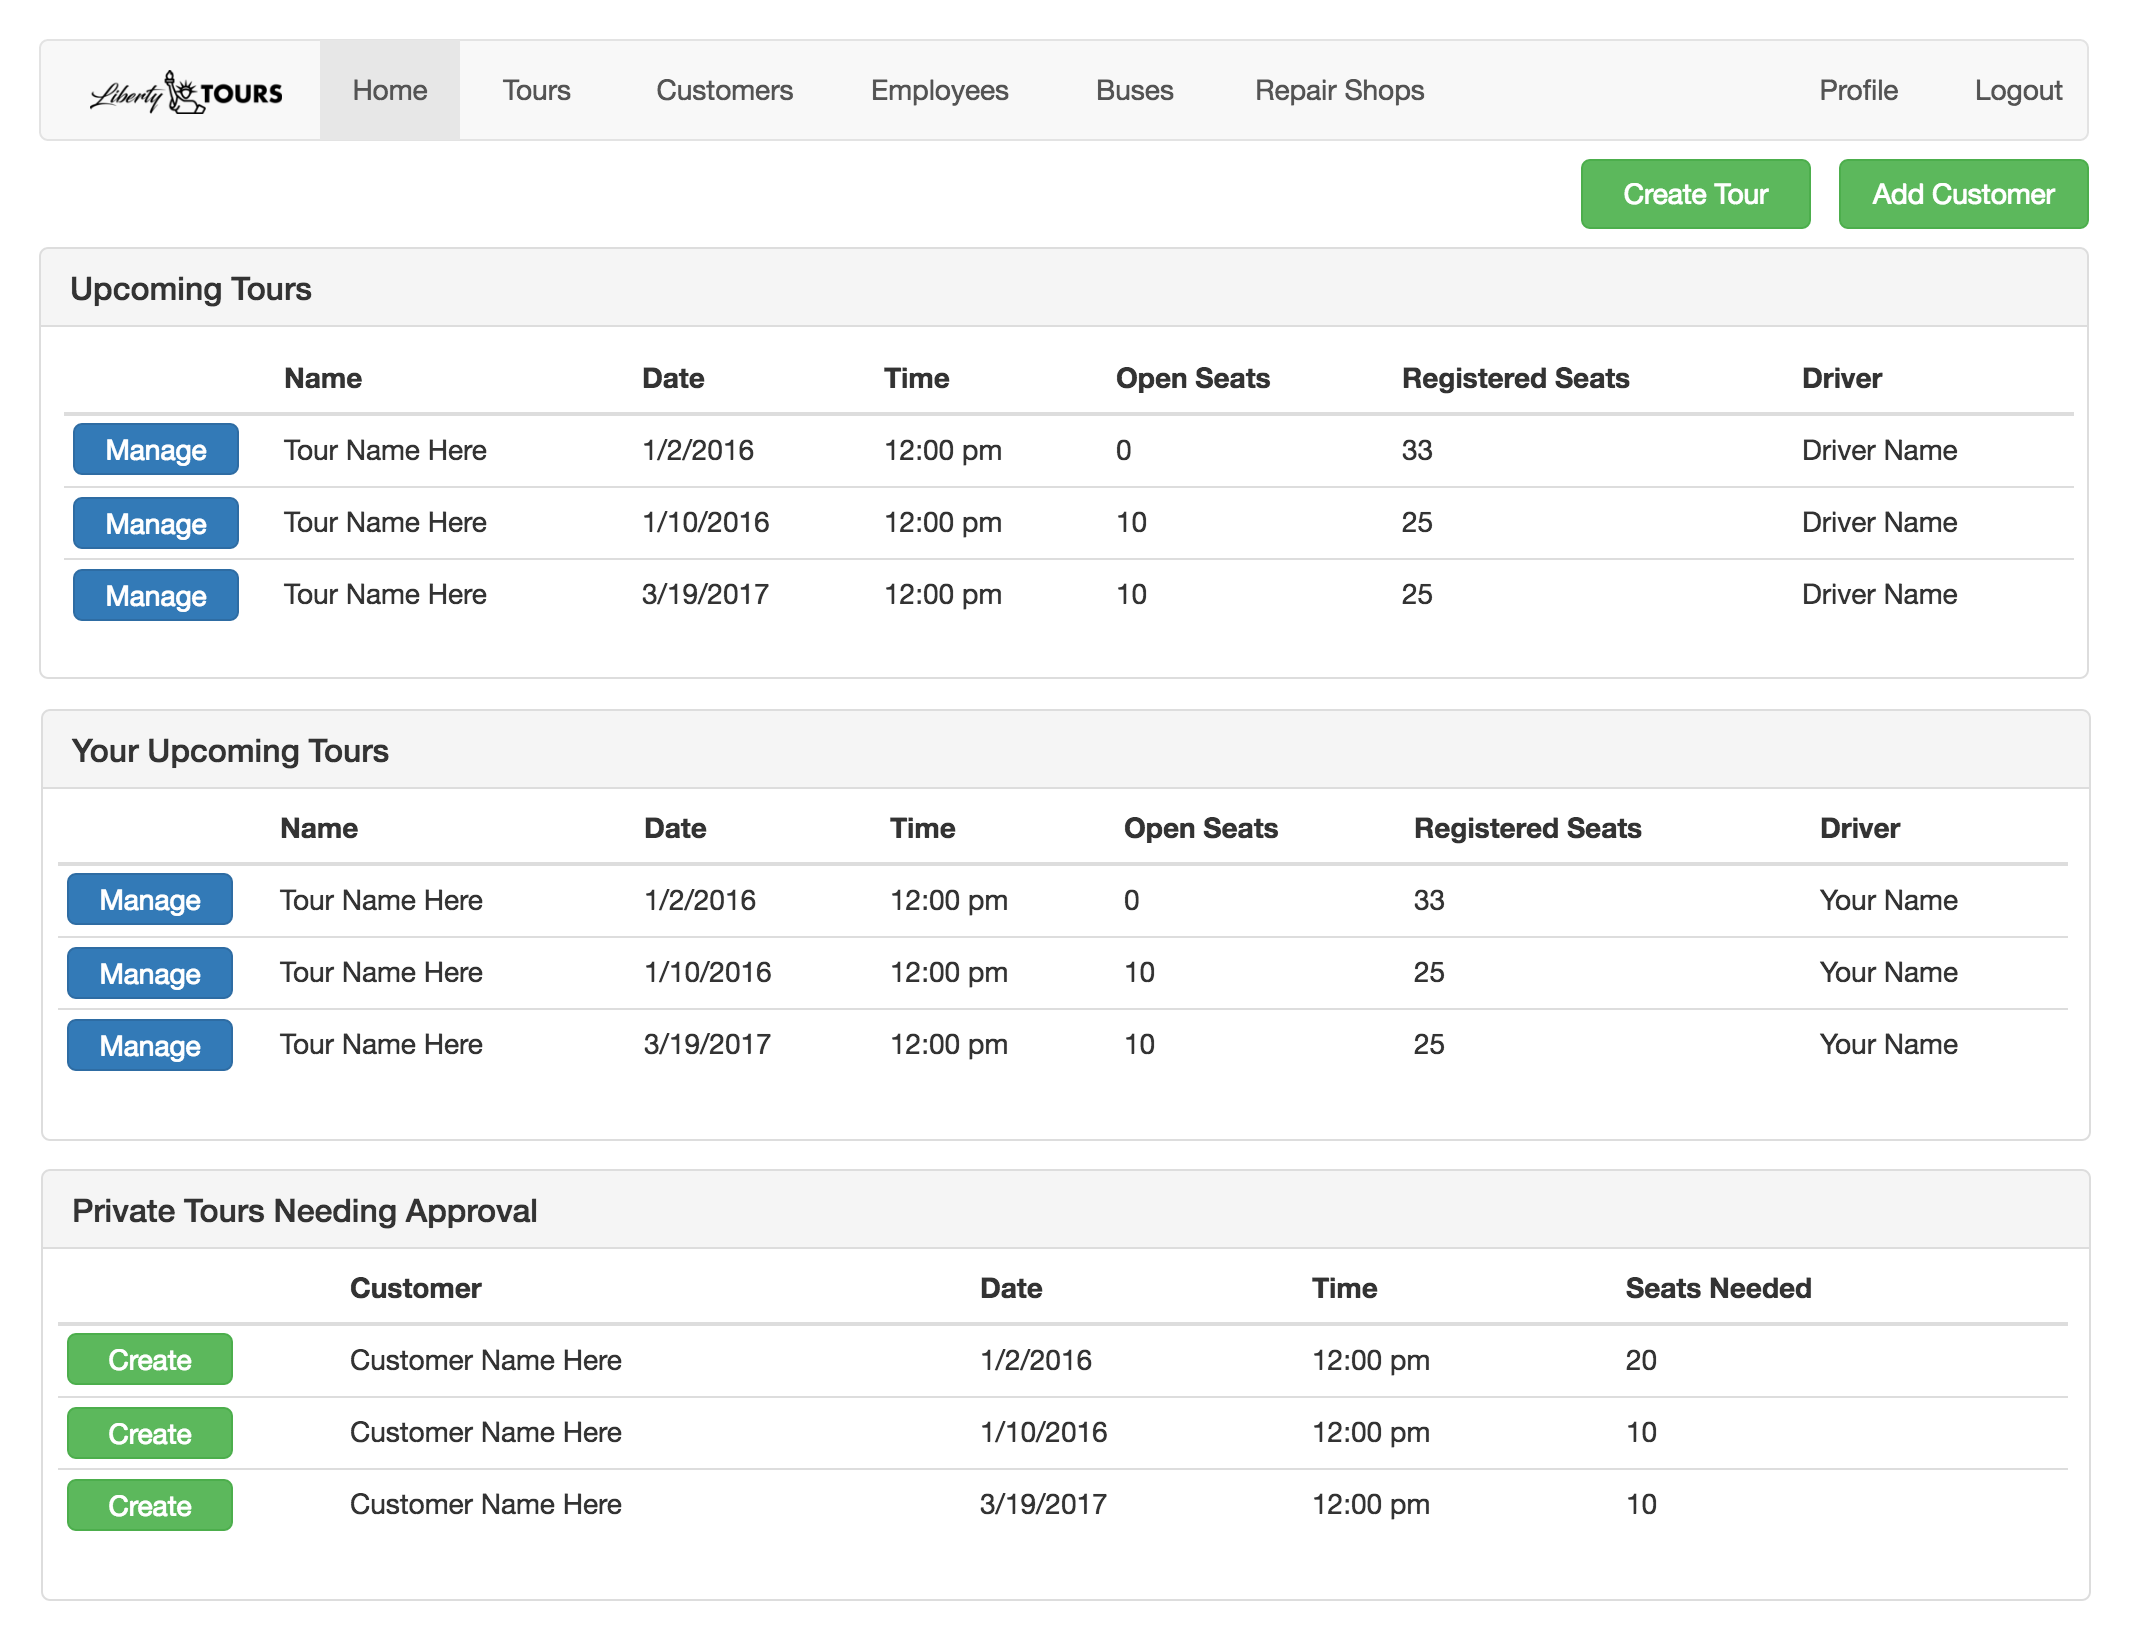 Liberty TOURS Home Tours Customers Employees Buses Repair Shops Profile Logout
Create Tour Add Customer
Upcoming Tours
Name Date Time Open Seats Registered Seats Driver
Manage Tour Name Here 1/2/2016 12:00 pm 0 33 Driver Name
Manage Tour Name Here 1/10/2016 12:00 pm 10 25 Driver Name
Manage Tour Name Here 3/19/2017 12:00 pm 10 25 Driver Name
Your Upcoming Tours
Name Date Time Open Seats Registered Seats Driver
Manage Tour Name Here 1/2/2016 12:00 pm 0 33 Your Name
Manage Tour Name Here 1/10/2016 12:00 pm 10 25 Your Name
Manage Tour Name Here 3/19/2017 12:00 pm 10 25 Your Name
Private Tours Needing Approval
Customer Date Time Seats Needed
Create Customer Name Here 1/2/2016 12:00 pm 20
Create Customer Name Here 1/10/2016 12:00 pm 10
Create Customer Name Here 3/19/2017 12:00 pm 10